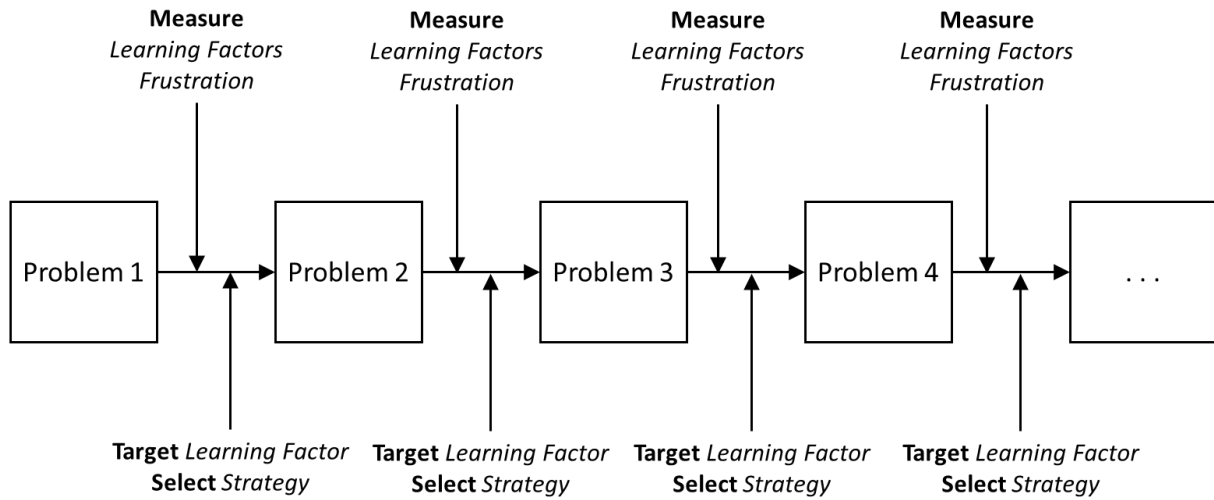 Measure
Learning Factors
Frustration
Measure
Learning Factors
Frustration
Measure
Learning Factors
Frustration
Measure
Learning Factors
Frustration
Problem 1
Problem 2
Problem 3
Problem 4
. . .
Target Learning Factor
Select Strategy
Target Learning Factor
Select Strategy
Target Learning Factor
Select Strategy
Target Learning Factor
Select Strategy